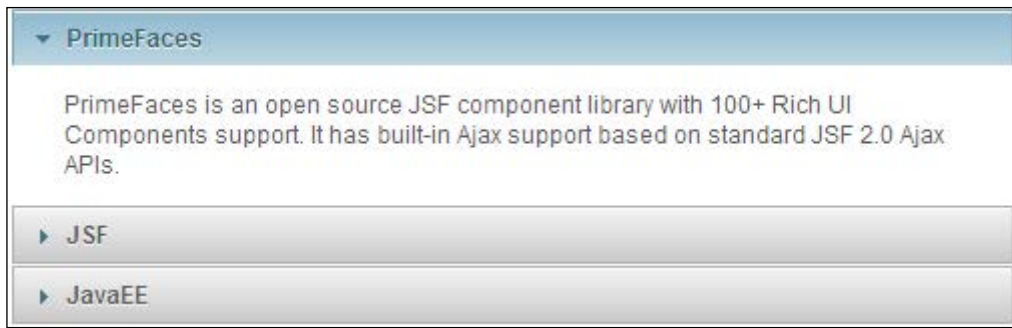 PrimeFaces
PrimeFaces is an open source JSF component library with 100+ Rich UI
Components support. It has built-in Ajax support based on standard JSF 2.0 Ajax
APIs.
JSF
JavaEE